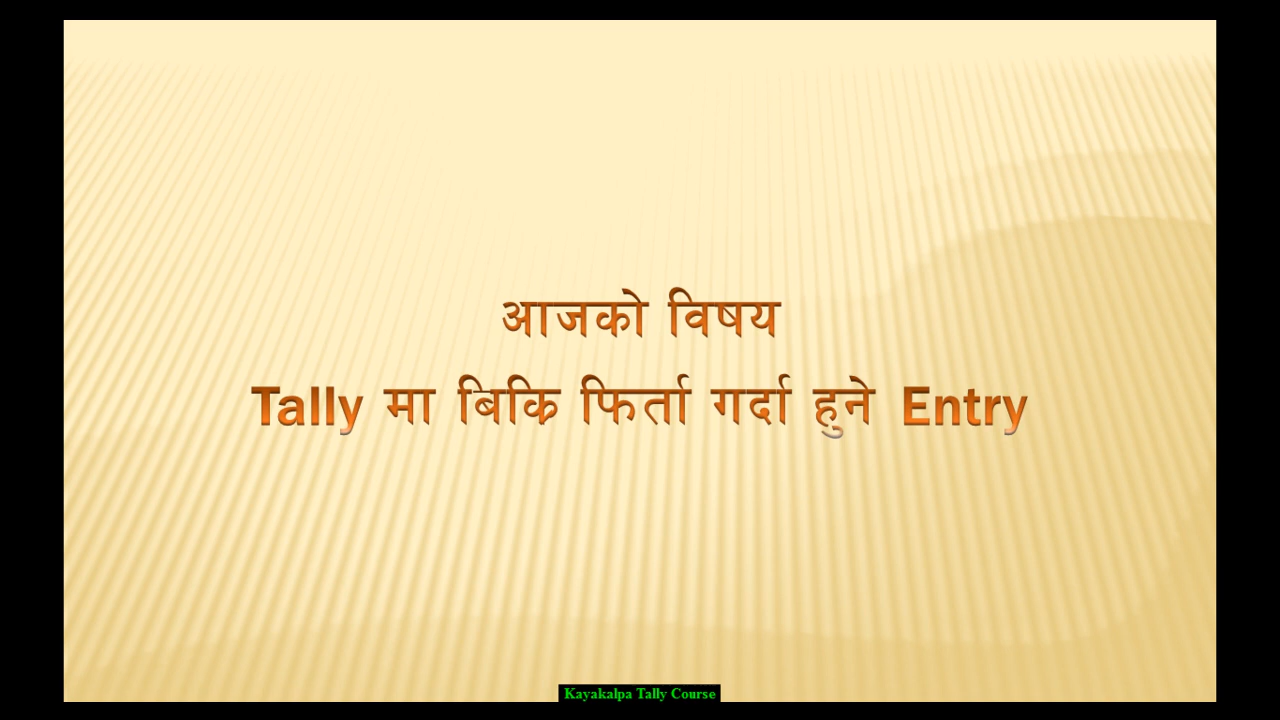 आजको विषय
Tally मा बिक्रि फिर्ता गर्दा हुने Entry
Kayakalpa Tally Course